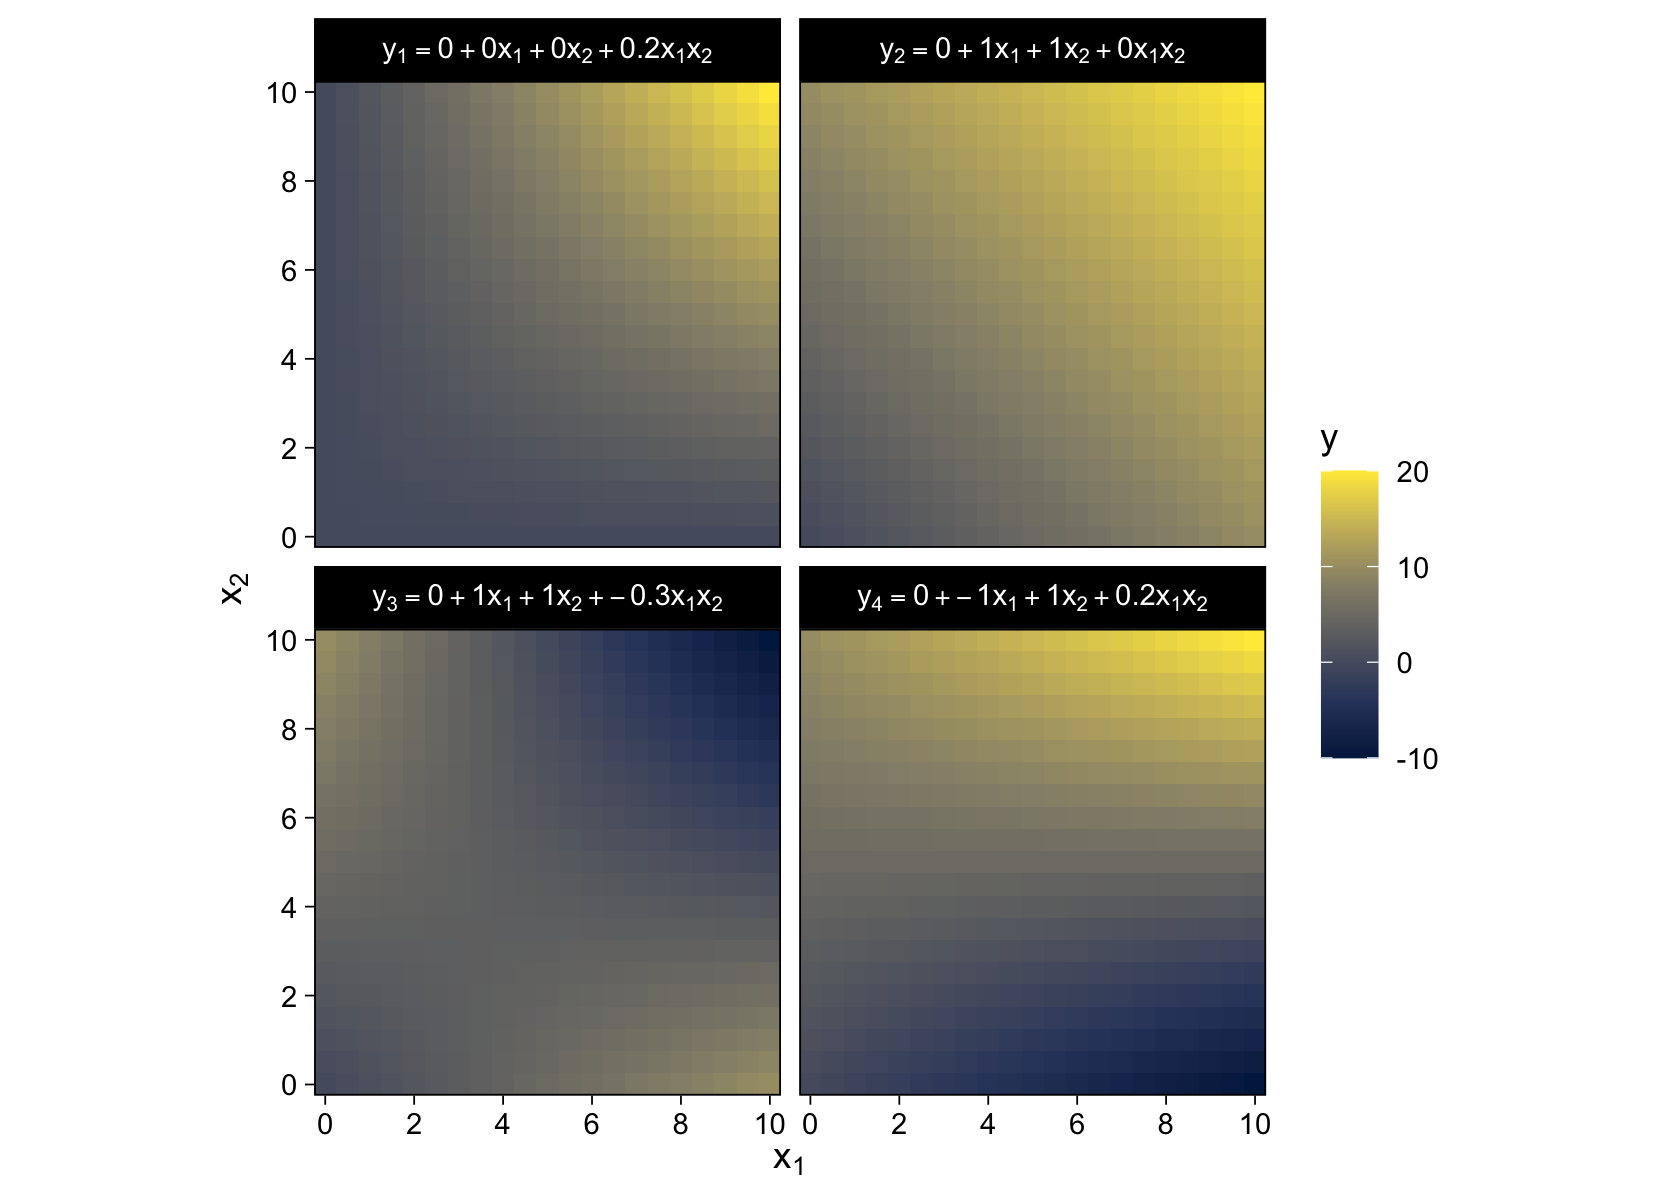 y₁ = 0 + 0x₁ + 0x₂ + 0.2x₁x₂
y₂ = 0 + 1x₁ + 1x₂ + 0x₁x₂
10
8
6
4
2
0
y₃ = 0 + 1x₁ + 1x₂ + − 0.3x₁x₂
y₄ = 0 + − 1x₁ + 1x₂ + 0.2x₁x₂
10
8
6
4
2
0
x₂
0 2 4 6 8 10
0 2 4 6 8 10
x₁
y
20
10
0
-10